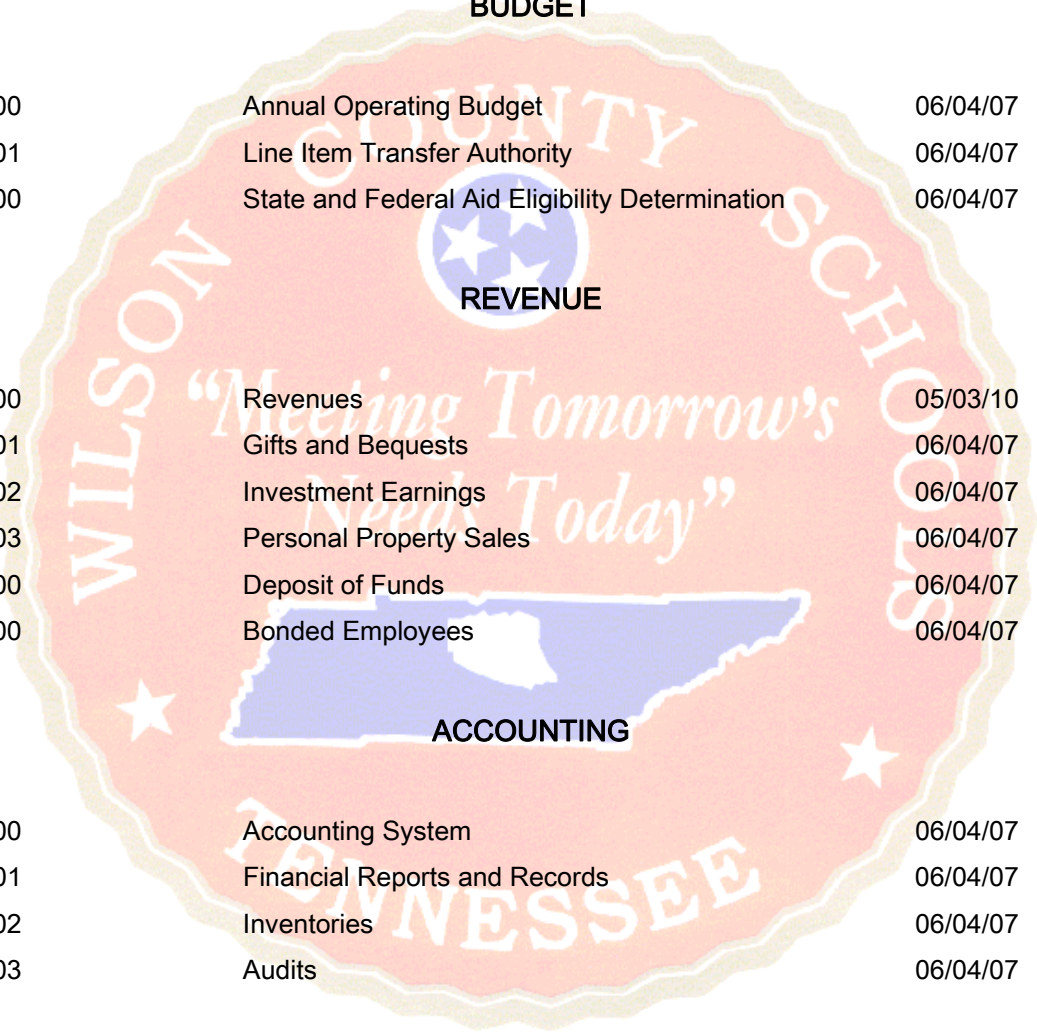 BUDGET
00 Annual Operating Budget 06/04/07
01 Line Item Transfer Authority 06/04/07
00 State and Federal Aid Eligibility Determination 06/04/07
REVENUE
00 Revenues 05/03/10
01 Gifts and Bequests 06/04/07
02 Investment Earnings 06/04/07
03 Personal Property Sales 06/04/07
00 Deposit of Funds 06/04/07
00 Bonded Employees 06/04/07
ACCOUNTING
00 Accounting System 06/04/07
01 Financial Reports and Records 06/04/07
02 Inventories 06/04/07
03 Audits 06/04/07
WILSON COUNTY SCHOOLS
“Meeting Tomorrow's
Needs Today”
TENNESSEE